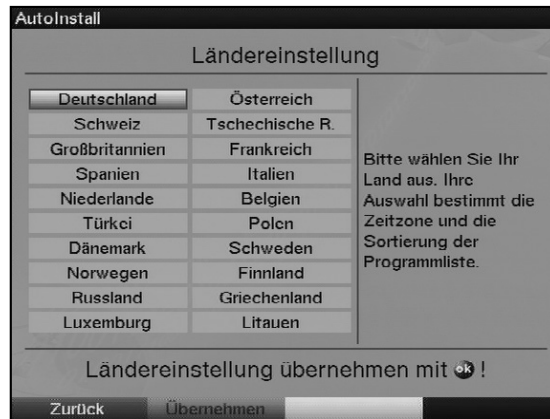 AutoInstall
Ländereinstellung
Deutschland Österreich
Schweiz Tschechische R.
Großbritannien Frankreich
Spanien Italien
Niederlande Belgien
Türkei Polen
Dänemark Schweden
Norwegen Finnland
Russland Griechenland
Luxemburg Litauen
Bitte wählen Sie Ihr
Land aus. Ihre
Auswahl bestimmt die
Zeitzone und die
Sortierung der
Programmliste.
Ländereinstellung übernehmen mit ok !
Zurück Übernehmen